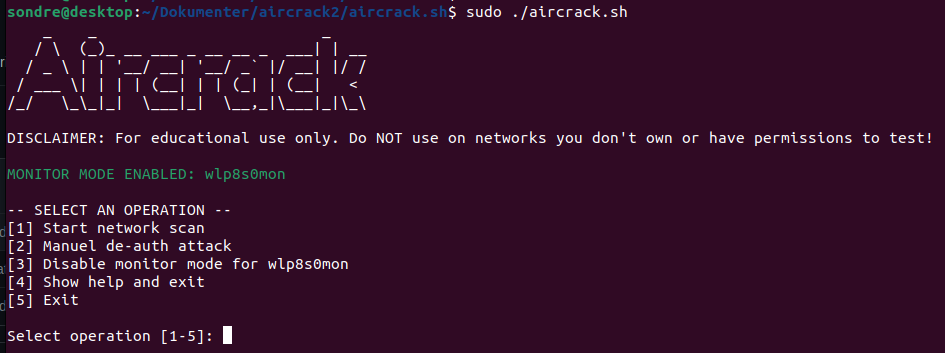 sondre@desktop:~/Dokumenter/aircrack2/aircrack.sh$ sudo ./aircrack.sh
Aircrack
DISCLAIMER: For educational use only. Do NOT use on networks you don't own or have permissions to test!
MONITOR MODE ENABLED: wlp8s0mon
-- SELECT AN OPERATION --
[1] Start network scan
[2] Manuel de-auth attack
[3] Disable monitor mode for wlp8s0mon
[4] Show help and exit
[5] Exit
Select operation [1-5]: